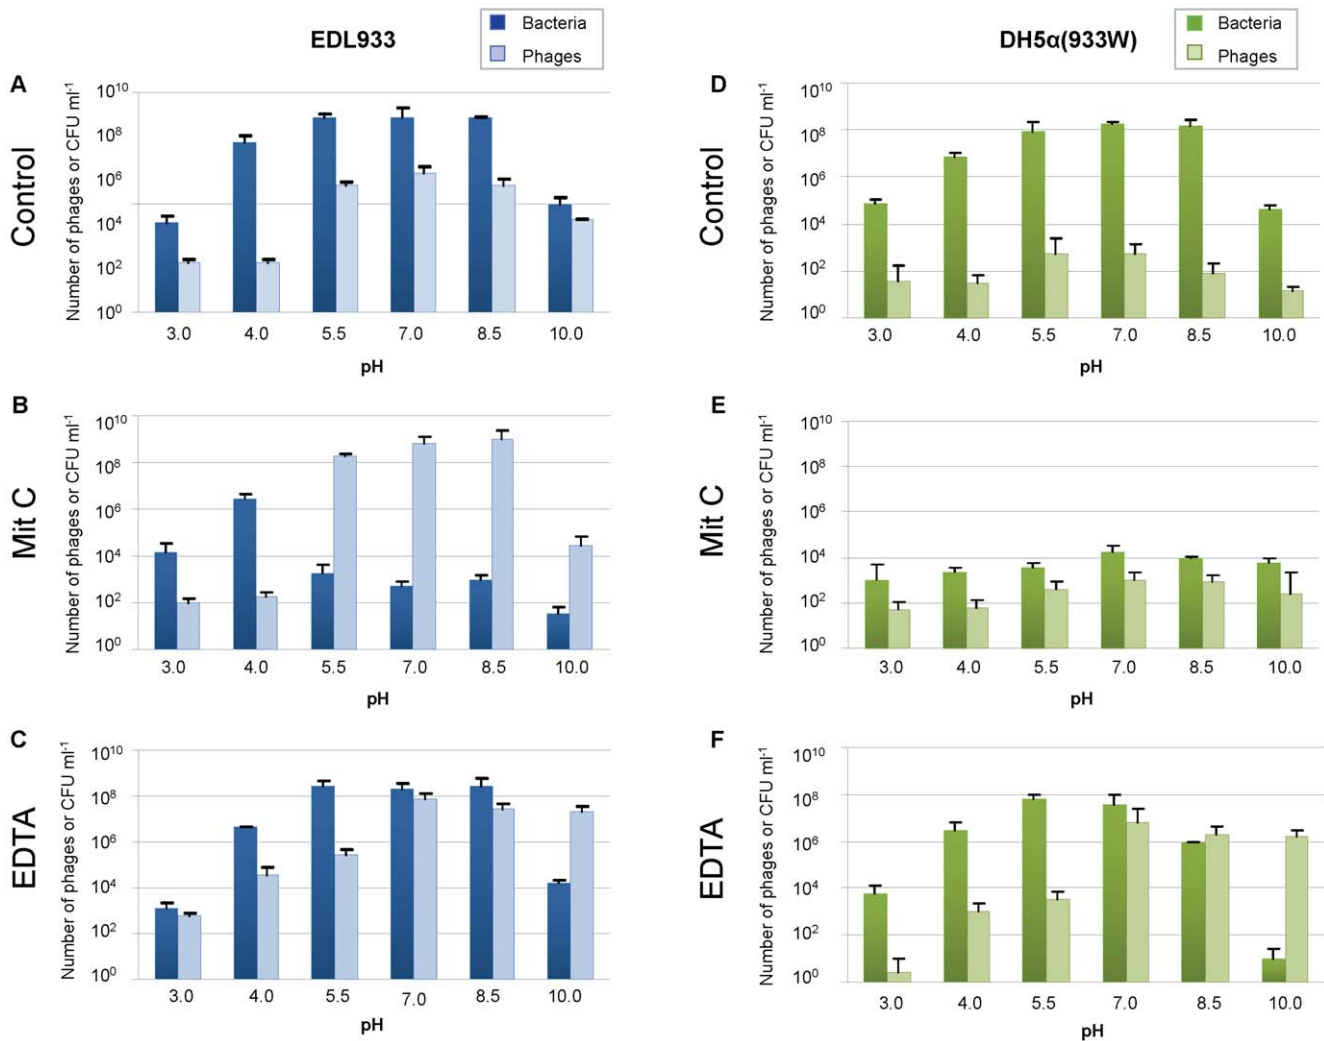 EDL933
Bacteria
Phages
DH5α(933W)
Bacteria
Phages
A
Control
Number of phages or CFU ml-1
10^10
10^8
10^6
10^4
10^2
10^0
3.0 4.0 5.5 7.0 8.5 10.0
pH
D
Control
Number of phages or CFU ml-1
10^10
10^8
10^6
10^4
10^2
10^0
3.0 4.0 5.5 7.0 8.5 10.0
pH
B
Mit C
Number of phages or CFU ml-1
10^10
10^8
10^6
10^4
10^2
10^0
3.0 4.0 5.5 7.0 8.5 10.0
pH
E
Mit C
Number of phages or CFU ml-1
10^10
10^8
10^6
10^4
10^2
10^0
3.0 4.0 5.5 7.0 8.5 10.0
pH
C
EDTA
Number of phages or CFU ml-1
10^10
10^8
10^6
10^4
10^2
10^0
3.0 4.0 5.5 7.0 8.5 10.0
pH
F
EDTA
Number of phages or CFU ml-1
10^10
10^8
10^6
10^4
10^2
10^0
3.0 4.0 5.5 7.0 8.5 10.0
pH